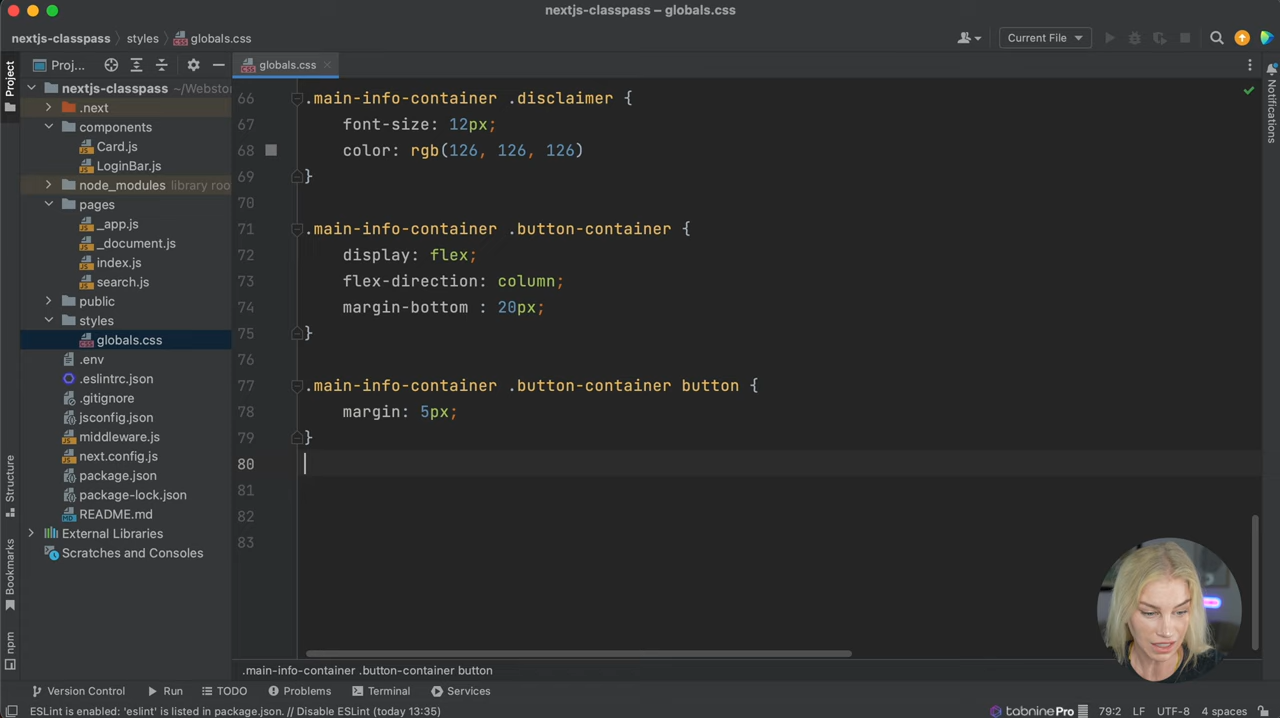 nextjs-classpass – globals.css
nextjs-classpass
styles
globals.css
Current File
Project
Proj...
globals.css
nextjs-classpass ~/Webstor
.next
components
Card.js
LoginBar.js
node_modules library roo
pages
_app.js
_document.js
index.js
search.js
public
styles
globals.css
.env
.eslintrc.json
.gitignore
jsconfig.json
middleware.js
next.config.js
package.json
package-lock.json
README.md
External Libraries
Scratches and Consoles
66 .main-info-container .disclaimer {
67 font-size: 12px;
68 color: rgb(126, 126, 126)
69 }
70
71 .main-info-container .button-container {
72 display: flex;
73 flex-direction: column;
74 margin-bottom : 20px;
75 }
76
77 .main-info-container .button-container button {
78 margin: 5px;
79 }
80
81
82
83
Notifications
Structure
Bookmarks
npm
.main-info-container .button-container button
Version Control
Run
TODO
Problems
Terminal
Services
ESLint is enabled: 'eslint' is listed in package.json. // Disable ESLint (today 13:35)
tabnine Pro
79:2 LF UTF-8 4 spaces